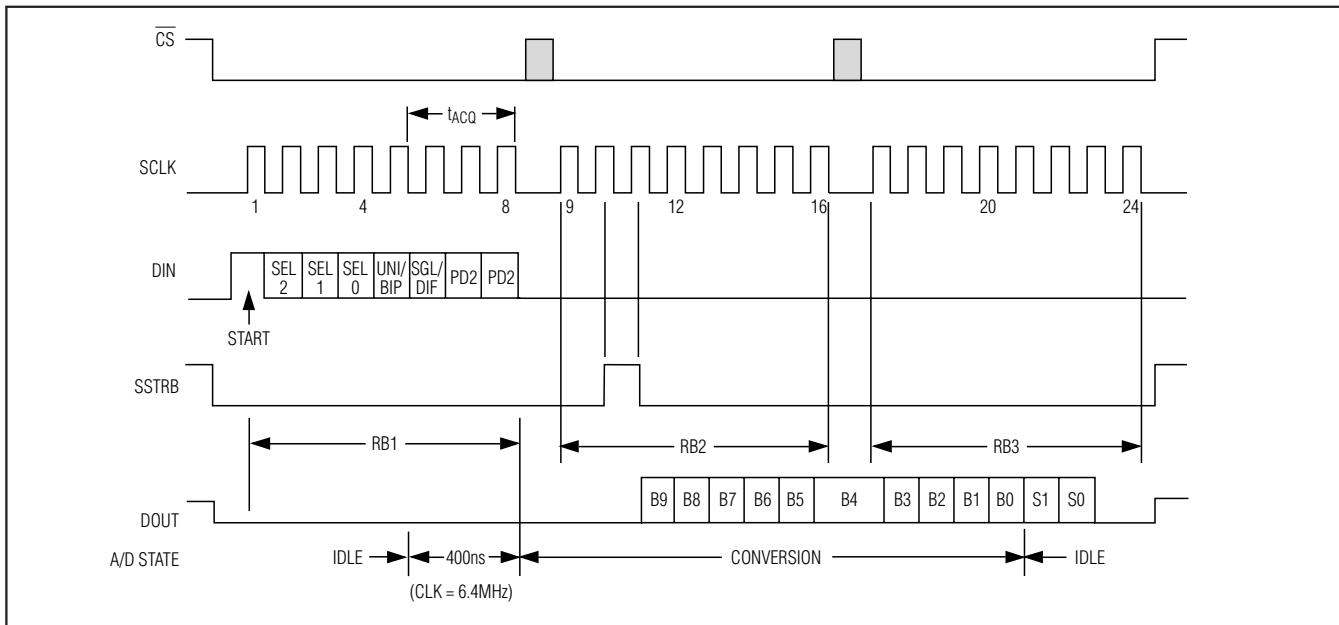 CS
tACQ
SCLK
1 4 8 9 12 16 20 24
DIN
SEL 2 SEL 1 SEL 0 UNI/ BIP SGL/ DIF PD2 PD2
START
SSTRB
RB1 RB2 RB3
B9 B8 B7 B6 B5 B4 B3 B2 B1 B0 S1 S0
DOUT
A/D STATE IDLE 400ns CONVERSION IDLE
(CLK = 6.4MHz)